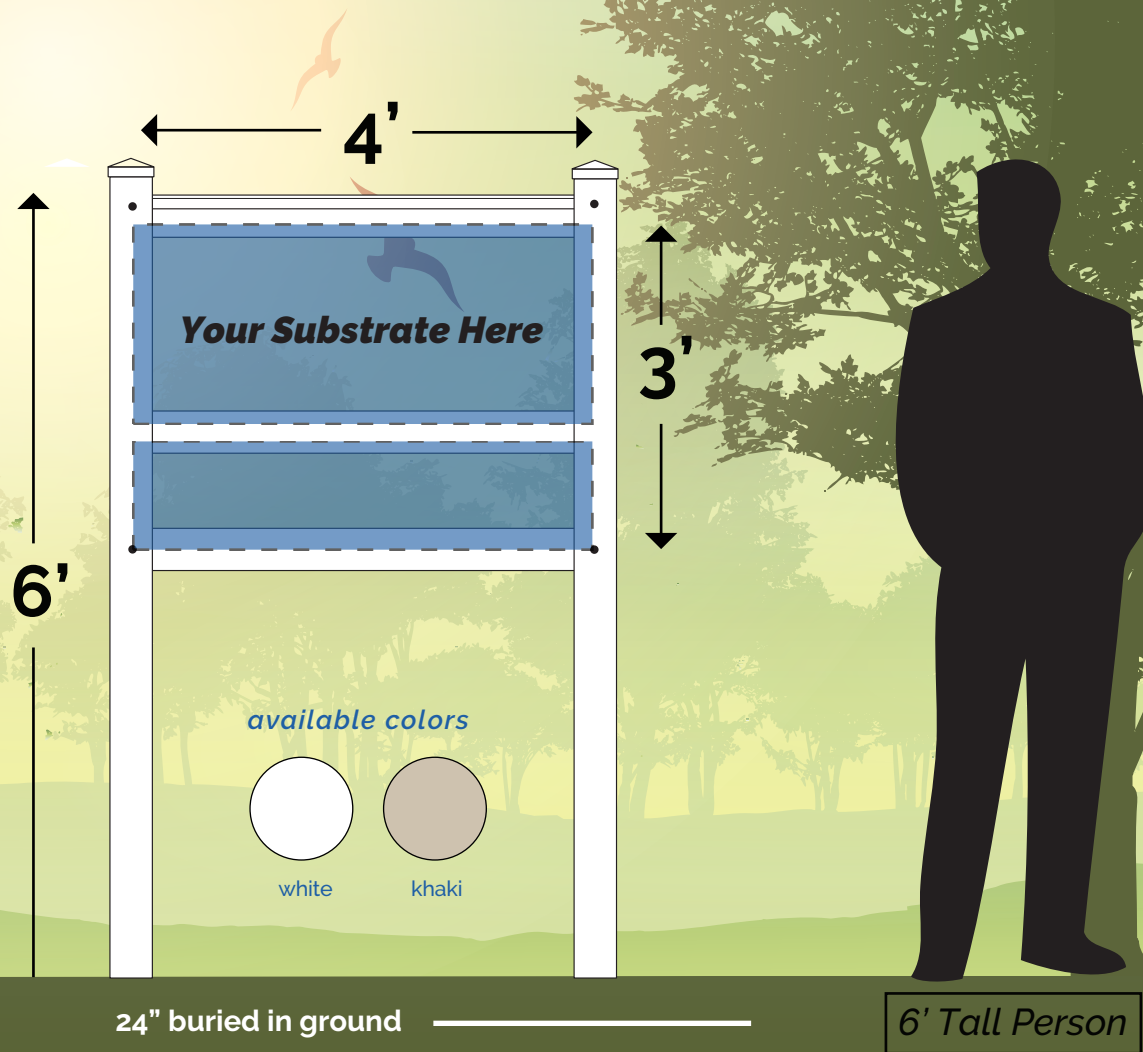 4’
Your Substrate Here
3’
6’
available colors
white
khaki
24” buried in ground
6’ Tall Person